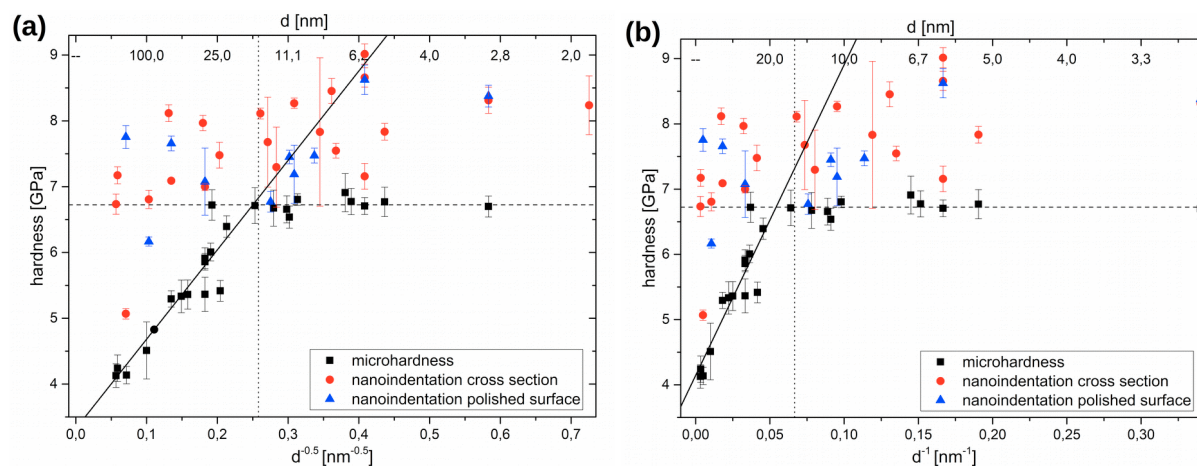 (a)
d [nm]
-- 100,0 25,0 11,1 6,2 4,0 2,8 2,0
9
8
7
6
5
4
hardness [GPa]
microhardness
nanoindentation cross section
nanoindentation polished surface
0,0 0,1 0,2 0,3 0,4 0,5 0,6 0,7
d⁻⁰·⁵ [nm⁻⁰·⁵]
(b)
d [nm]
-- 20,0 10,0 6,7 5,0 4,0 3,3
9
8
7
6
5
4
hardness [GPa]
microhardness
nanoindentation cross section
nanoindentation polished surface
0,00 0,05 0,10 0,15 0,20 0,25 0,30
d⁻¹ [nm⁻¹]